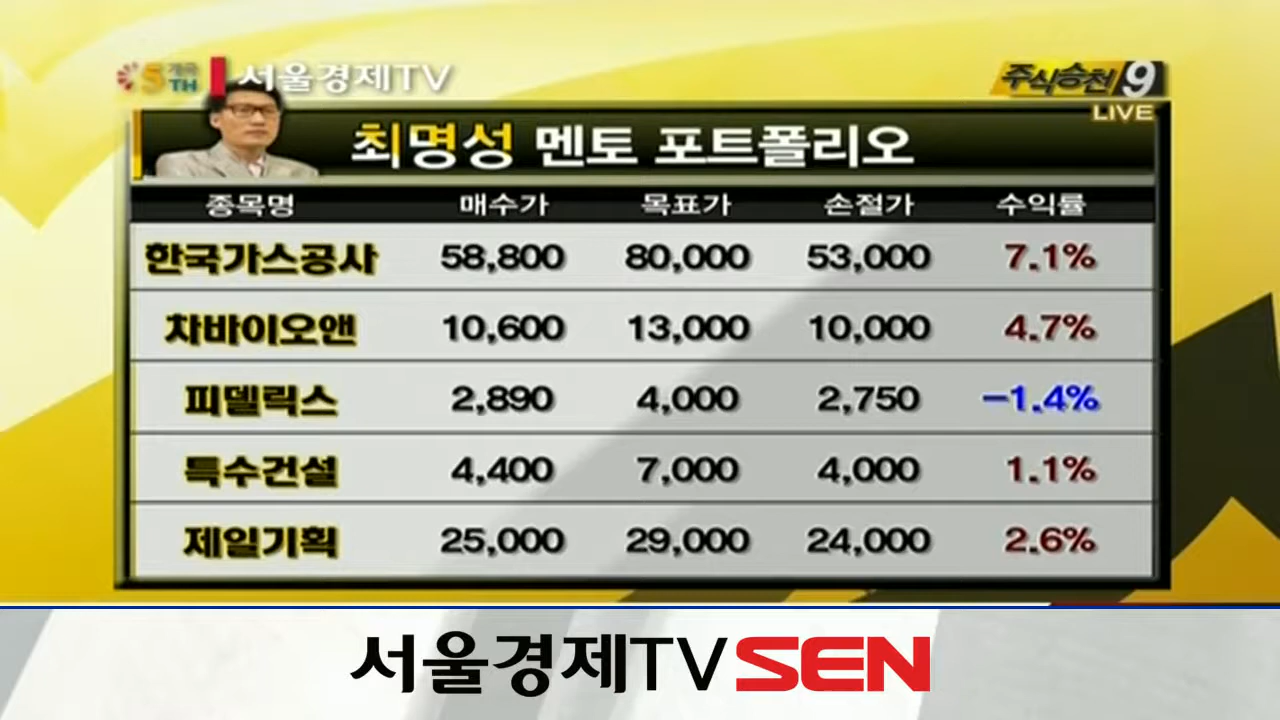 5 개국 TH 서울경제TV
주식승천 9
LIVE
최명성 멘토 포트폴리오
종목명 매수가 목표가 손절가 수익률
한국가스공사 58,800 80,000 53,000 7.1%
차바이오앤 10,600 13,000 10,000 4.7%
피델릭스 2,890 4,000 2,750 -1.4%
특수건설 4,400 7,000 4,000 1.1%
제일기획 25,000 29,000 24,000 2.6%
서울경제TV SEN